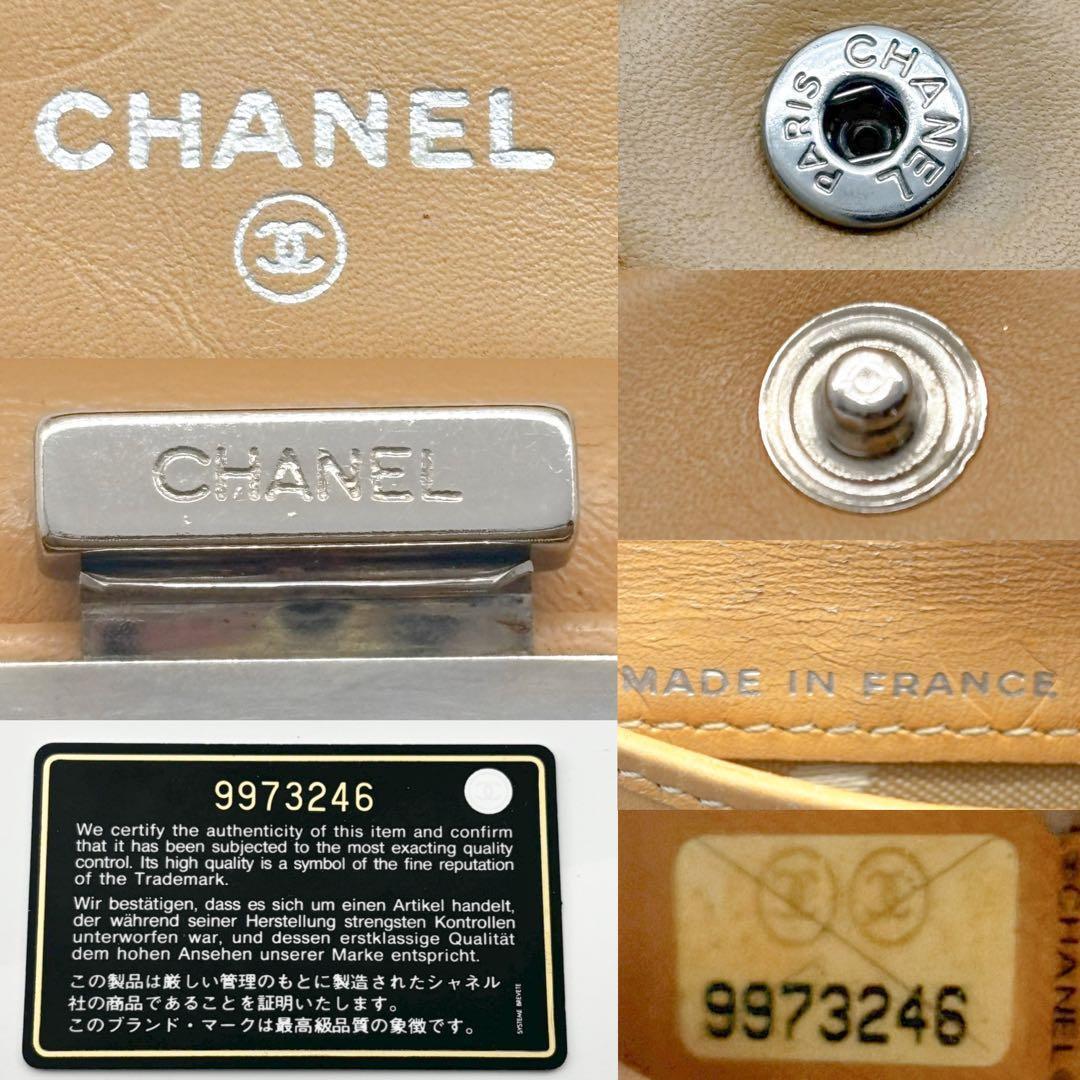 CHANEL
CHANEL PARIS
CHANEL
MADE IN FRANCE
9973246
We certify the authenticity of this item and confirm
that it has been subjected to the most exacting quality
control. Its high quality is a symbol of the fine reputation
of the Trademark.
Wir bestätigen, dass es sich um einen Artikel handelt,
der während seiner Herstellung strengsten Kontrollen
unterworfen war, und dessen erstklassige Qualität
dem hohen Ansehen unserer Marke entspricht.
この製品は厳しい管理のもとに製造されたシャネル
社の商品であることを証明いたします。
このブランド・マークは最高級品質の象徴です。
SYSTEME BREVETE
9973246
CHANEL